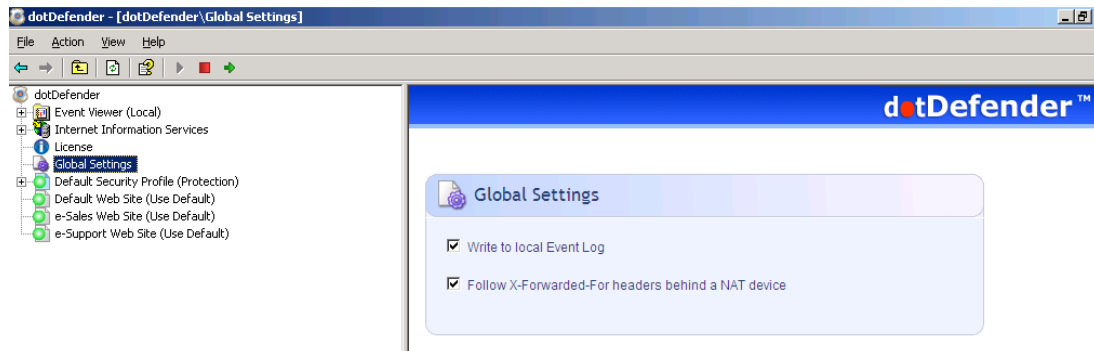 dotDefender - [dotDefender\Global Settings]
File Action View Help
dotDefender
Event Viewer (Local)
Internet Information Services
License
Global Settings
Default Security Profile (Protection)
Default Web Site (Use Default)
e-Sales Web Site (Use Default)
e-Support Web Site (Use Default)
dotDefender™
Global Settings
Write to local Event Log
Follow X-Forwarded-For headers behind a NAT device